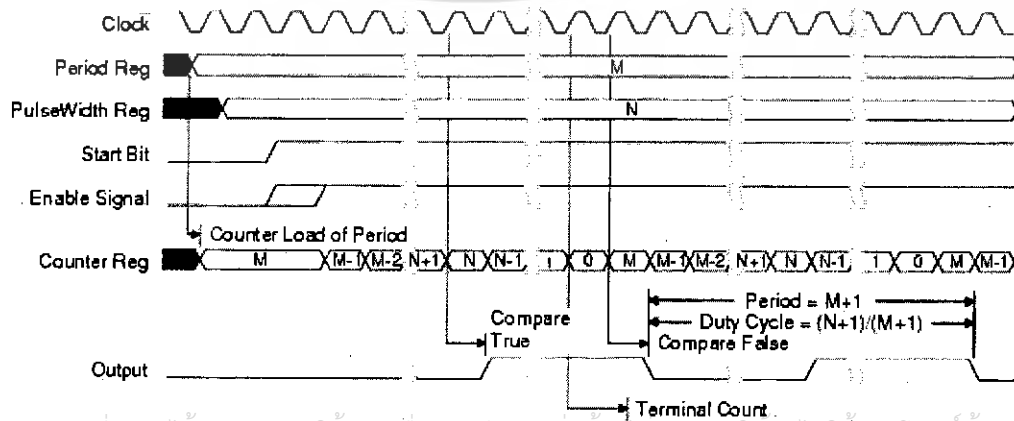 Clock
Period Reg
M
PulseWidth Reg
N
Start Bit
Enable Signal
Counter Load of Period
Counter Reg
M M-1 M-2 N+1 N N-1 1 0 M M-1 M-2 N+1 N N-1 1 0 M M-1
Period = M+1
Duty Cycle = (N+1)/(M+1)
Compare
True
Compare False
Output
Terminal Count